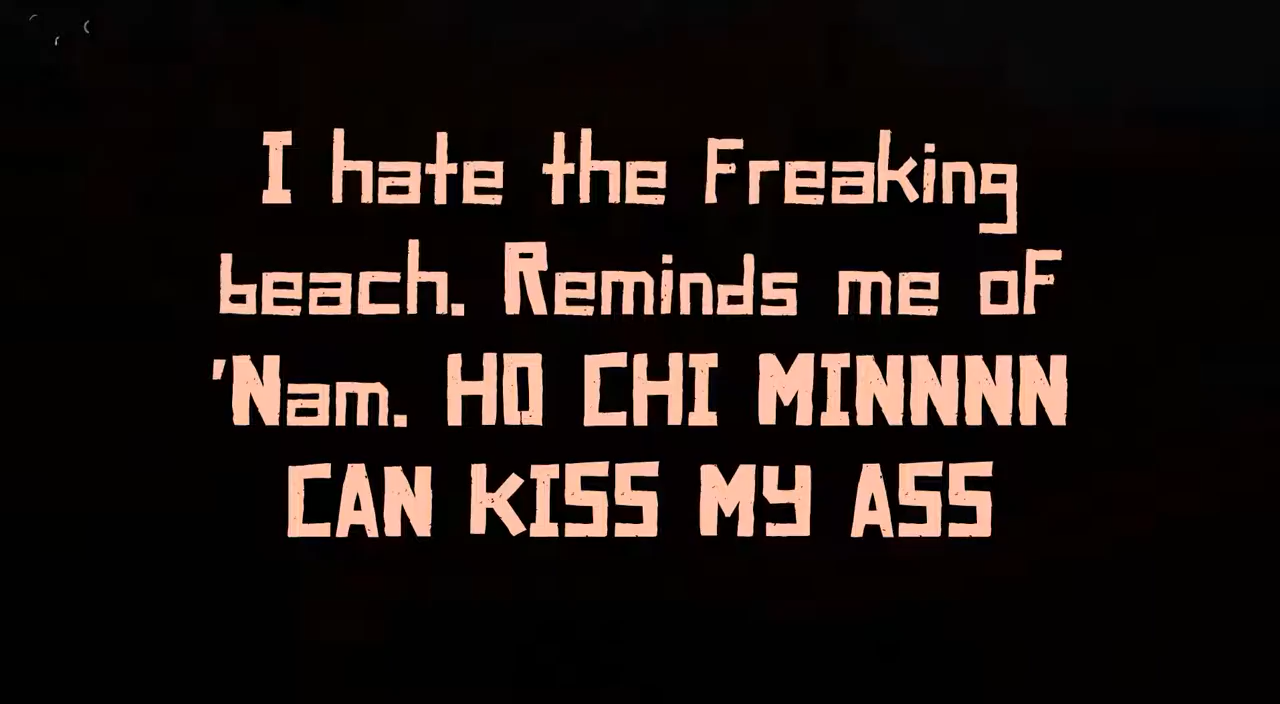 I hate the Freaking
beach. Reminds me of
'Nam. HO CHI MINNNN
CAN KISS MY ASS